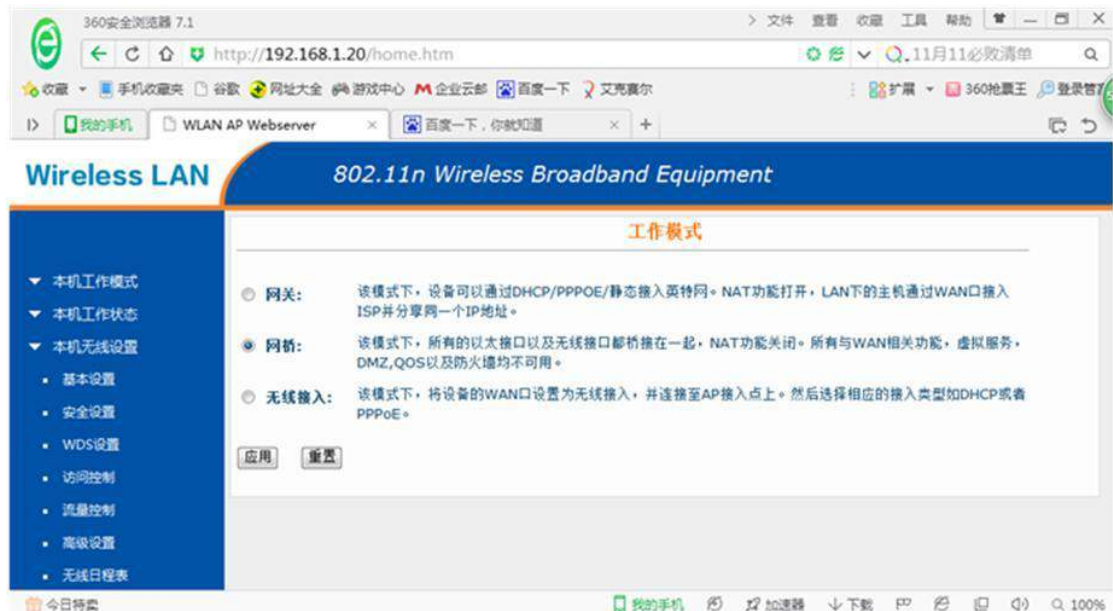 360安全浏览器 7.1
文件 查看 收藏 工具 帮助
http://192.168.1.20/home.htm
11月11必败清单
收藏 手机收藏夹 谷歌 网址大全 游戏中心 企业云邮 百度一下 艾克赛尔
扩展 360抢票王 登录管
我的手机 WLAN AP Webserver 百度一下,你就知道
Wireless LAN
802.11n Wireless Broadband Equipment
工作模式
本机工作模式
本机工作状态
本机无线设置
基本设置
安全设置
WDS设置
访问控制
流量控制
高级设置
无线日程表
网关: 该模式下,设备可以通过DHCP/PPPOE/静态接入英特网。NAT功能打开,LAN下的主机通过WAN口接入
ISP并分享同一个IP地址。
网桥: 该模式下,所有的以太接口以及无线接口都桥接在一起,NAT功能关闭。所有与WAN相关功能,虚拟服务,
DMZ,QOS以及防火墙均不可用。
无线接入: 该模式下,将设备的WAN口设置为无线接入,并连接至AP接入点上。然后选择相应的接入类型如DHCP或者
PPPoE。
应用 重置
今日特卖
我的手机 加速器 下载 100%